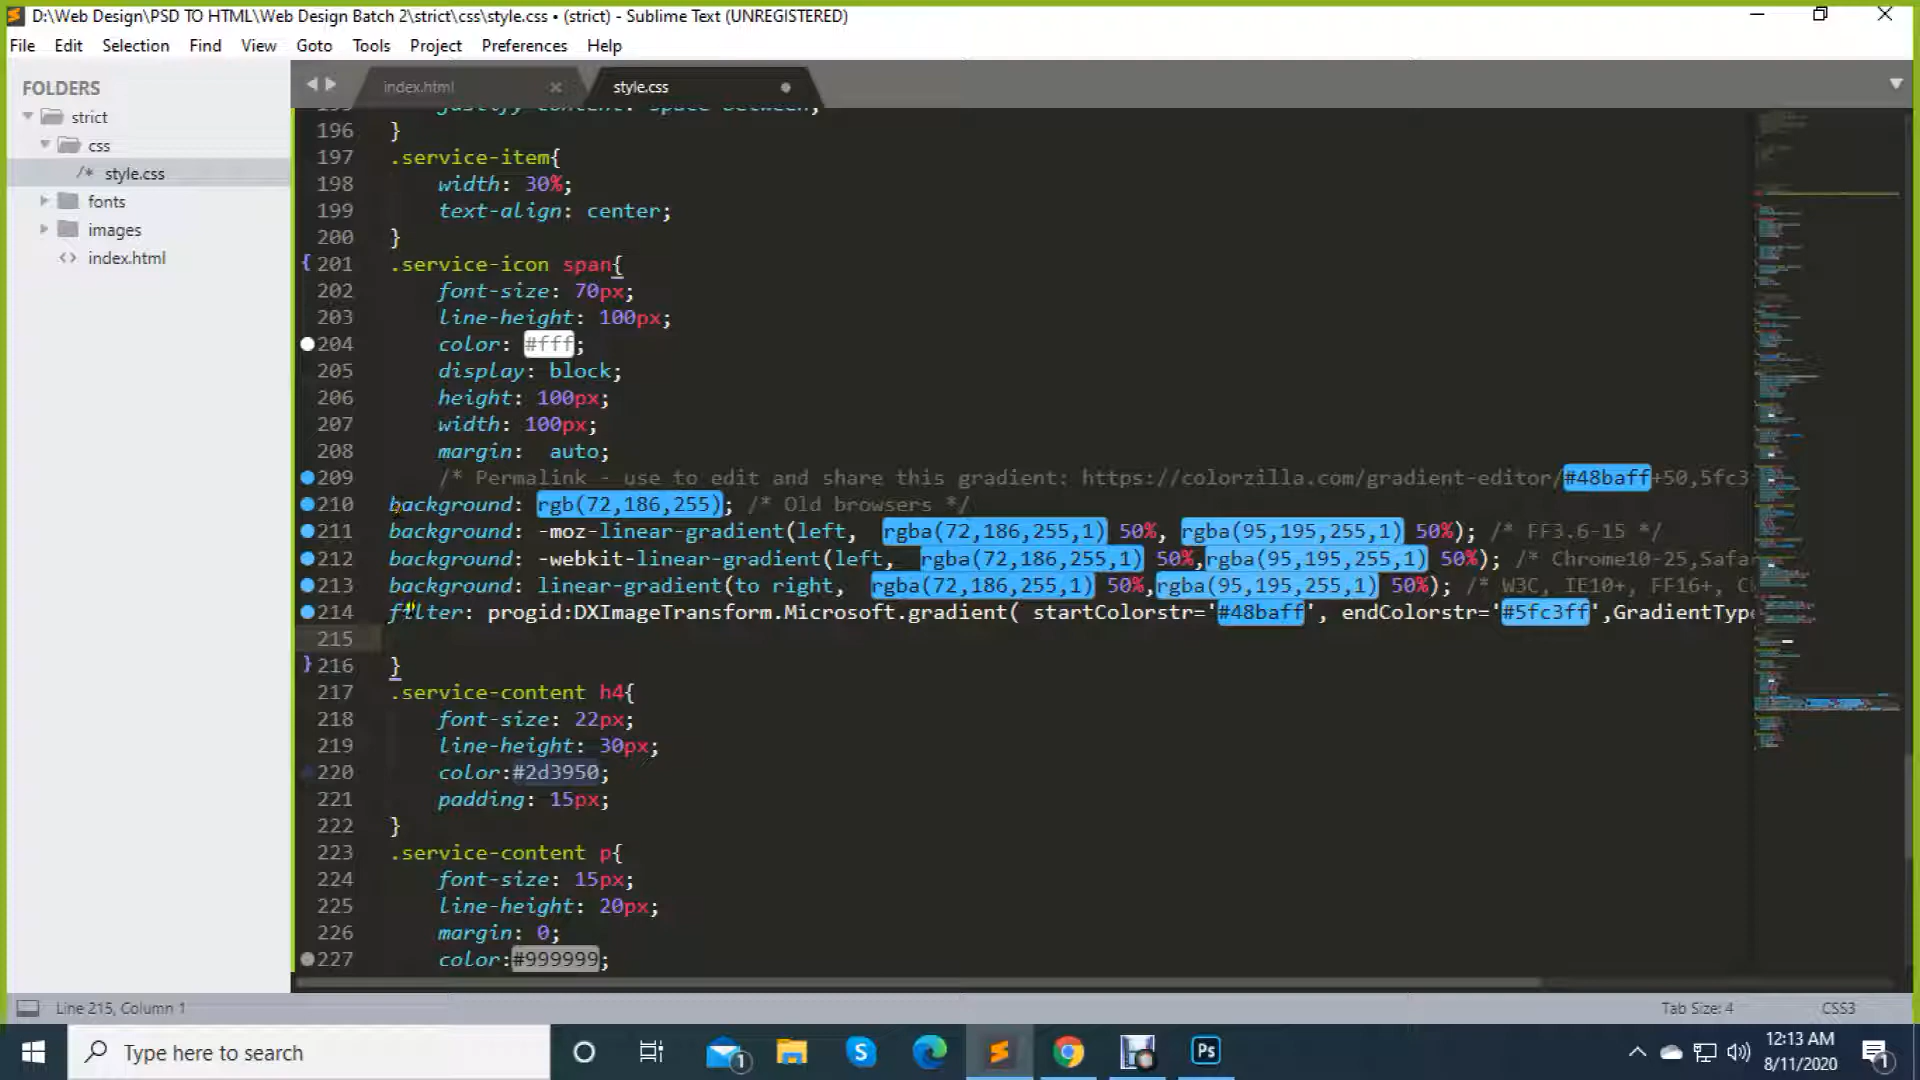 D:\Web Design\PSD TO HTML\Web Design Batch 2\strict\css\style.css • (strict) - Sublime Text (UNREGISTERED)
File Edit Selection Find View Goto Tools Project Preferences Help
FOLDERS
strict
css
/* style.css
fonts
images
<> index.html
index.html
style.css
justify-content: space-between;
196 }
197 .service-item{
198 width: 30%;
199 text-align: center;
200 }
201 .service-icon span{
202 font-size: 70px;
203 line-height: 100px;
204 color: #fff;
205 display: block;
206 height: 100px;
207 width: 100px;
208 margin:  auto;
209 /* Permalink - use to edit and share this gradient: https://colorzilla.com/gradient-editor/#48baff+50,5fc3
210 background: rgb(72,186,255); /* Old browsers */
211 background: -moz-linear-gradient(left,  rgba(72,186,255,1) 50%, rgba(95,195,255,1) 50%); /* FF3.6-15 */
212 background: -webkit-linear-gradient(left,  rgba(72,186,255,1) 50%,rgba(95,195,255,1) 50%); /* Chrome10-25,Safa
213 background: linear-gradient(to right,  rgba(72,186,255,1) 50%,rgba(95,195,255,1) 50%); /* W3C, IE10+, FF16+, C
214 filter: progid:DXImageTransform.Microsoft.gradient( startColorstr='#48baff', endColorstr='#5fc3ff',GradientType
215
216 }
217 .service-content h4{
218 font-size: 22px;
219 line-height: 30px;
220 color:#2d3950;
221 padding: 15px;
222 }
223 .service-content p{
224 font-size: 15px;
225 line-height: 20px;
226 margin: 0;
227 color:#999999;
Line 215, Column 1
Tab Size: 4
CSS3
Type here to search
1
S
Ps
12:13 AM
8/11/2020
1